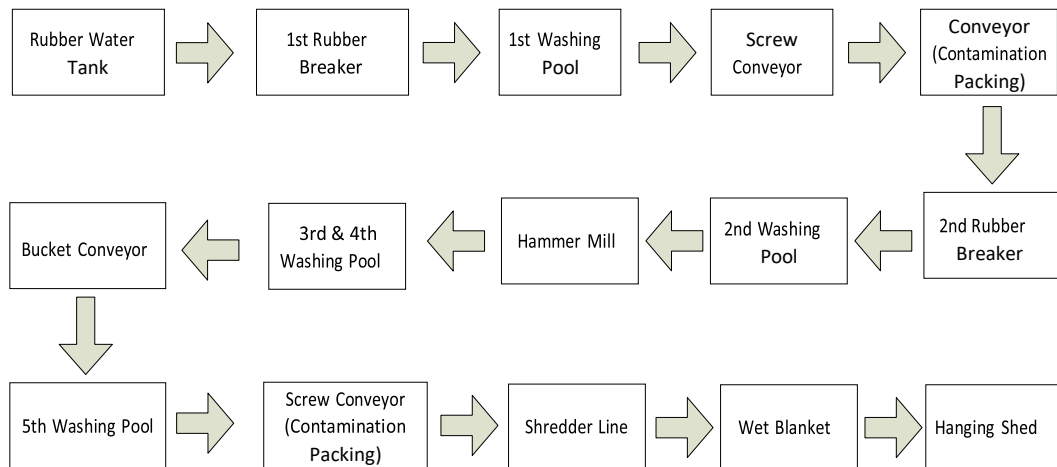 Rubber Water
Tank
1st Rubber
Breaker
1st Washing
Pool
Screw
Conveyor
Conveyor
(Contamination
Packing)
2nd Rubber
Breaker
2nd Washing
Pool
Hammer Mill
3rd & 4th
Washing Pool
Bucket Conveyor
5th Washing Pool
Screw Conveyor
(Contamination
Packing)
Shredder Line
Wet Blanket
Hanging Shed